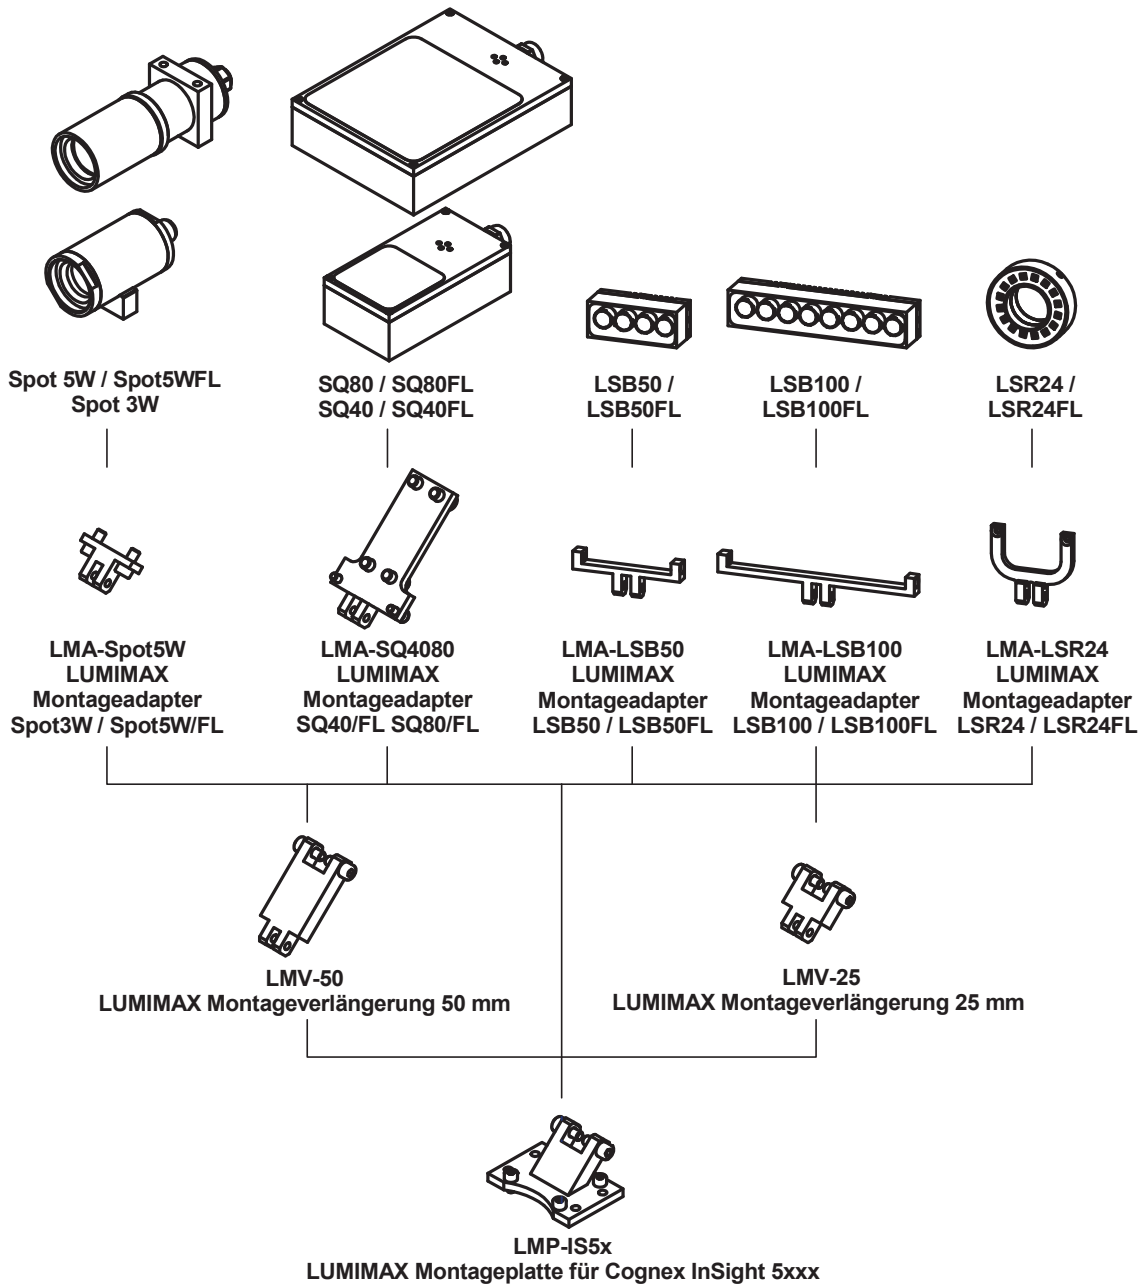 Spot 5W / Spot5WFL
Spot 3W
SQ80 / SQ80FL
SQ40 / SQ40FL
LSB50 /
LSB50FL
LSB100 /
LSB100FL
LSR24 /
LSR24FL
LMA-Spot5W
LUMIMAX
Montageadapter
Spot3W / Spot5W/FL
LMA-SQ4080
LUMIMAX
Montageadapter
SQ40/FL SQ80/FL
LMA-LSB50
LUMIMAX
Montageadapter
LSB50 / LSB50FL
LMA-LSB100
LUMIMAX
Montageadapter
LSB100 / LSB100FL
LMA-LSR24
LUMIMAX
Montageadapter
LSR24 / LSR24FL
LMV-50
LUMIMAX Montageverlängerung 50 mm
LMV-25
LUMIMAX Montageverlängerung 25 mm
LMP-IS5x
LUMIMAX Montageplatte für Cognex InSight 5xxx